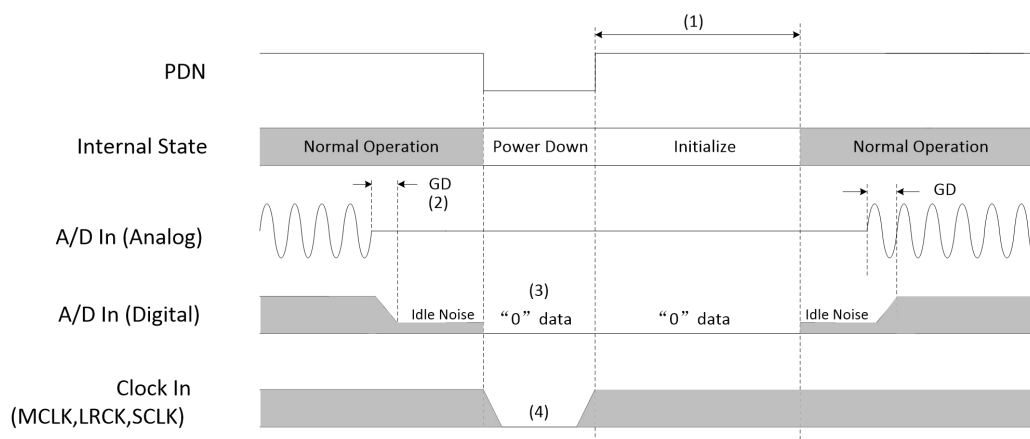 (1)
PDN
Internal State
Normal Operation
Power Down
Initialize
Normal Operation
GD
(2)
GD
A/D In (Analog)
A/D In (Digital)
Idle Noise
(3)
“0” data
“0” data
Idle Noise
Clock In
(MCLK,LRCK,SCLK)
(4)